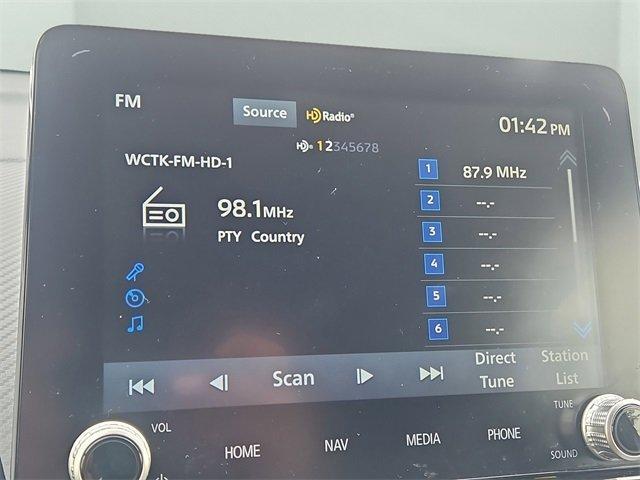 FM
Source
HD Radio®
01:42 PM
HD® 12345678
WCTK-FM-HD-1
98.1MHz
PTY Country
1 87.9 MHz
2 --.-
3 --.-
4 --.-
5 --.-
6 --.-
Scan
Direct Tune
Station List
VOL
HOME
NAV
MEDIA
PHONE
TUNE
SOUND